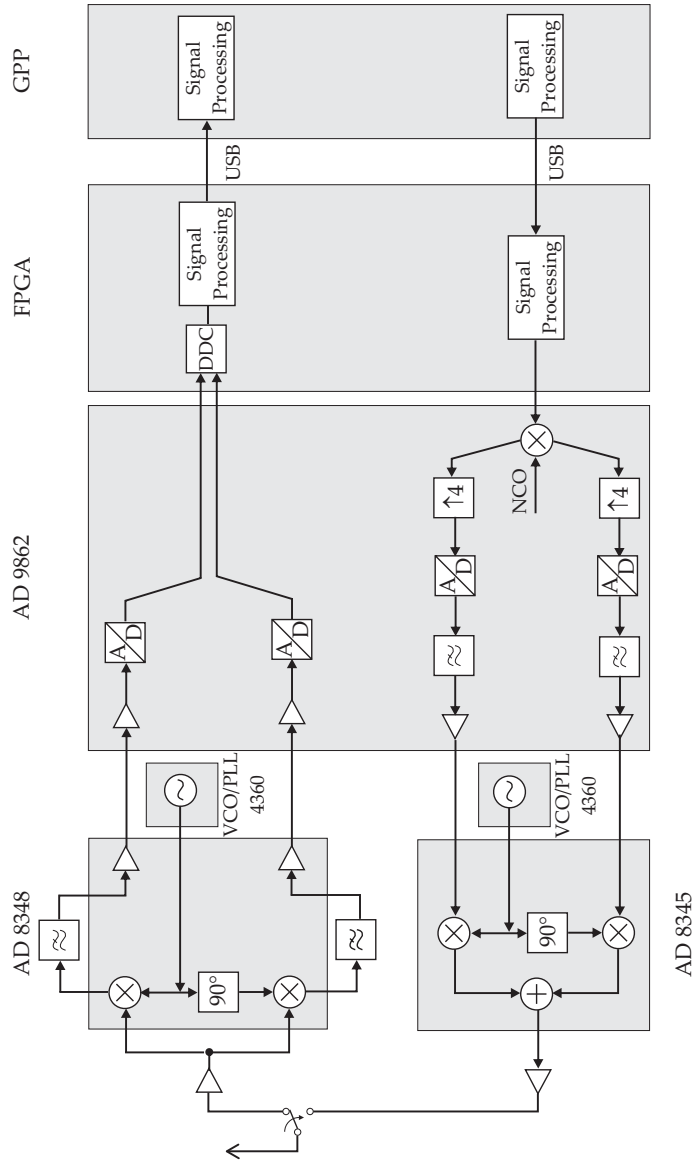 AD 8348
AD 9862
FPGA
GPP
A/D
A/D
DDC
Signal
Processing
USB
Signal
Processing
90°
VCO/PLL
4360
90°
VCO/PLL
4360
A/D
A/D
↑4
↑4
NCO
Signal
Processing
USB
Signal
Processing
AD 8345